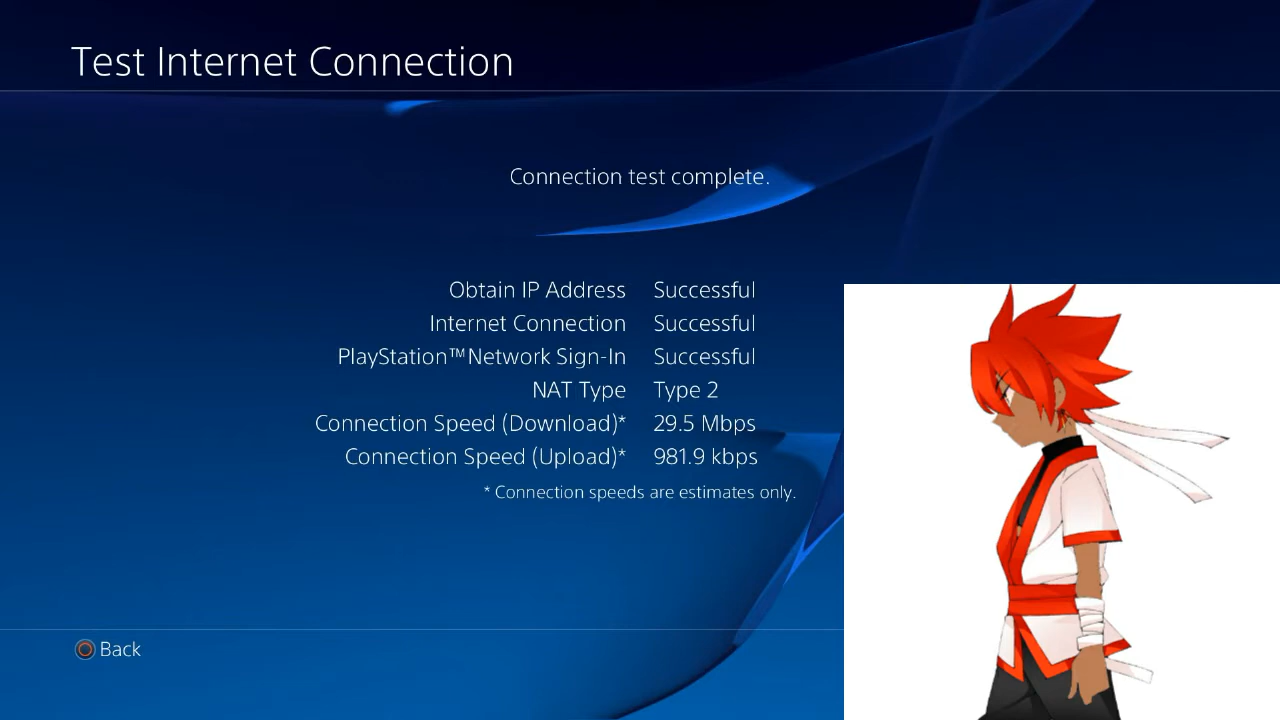 Test Internet Connection
Connection test complete.
Obtain IP Address Successful
Internet Connection Successful
PlayStation™Network Sign-In Successful
NAT Type Type 2
Connection Speed (Download)* 29.5 Mbps
Connection Speed (Upload)* 981.9 kbps
* Connection speeds are estimates only.
Back